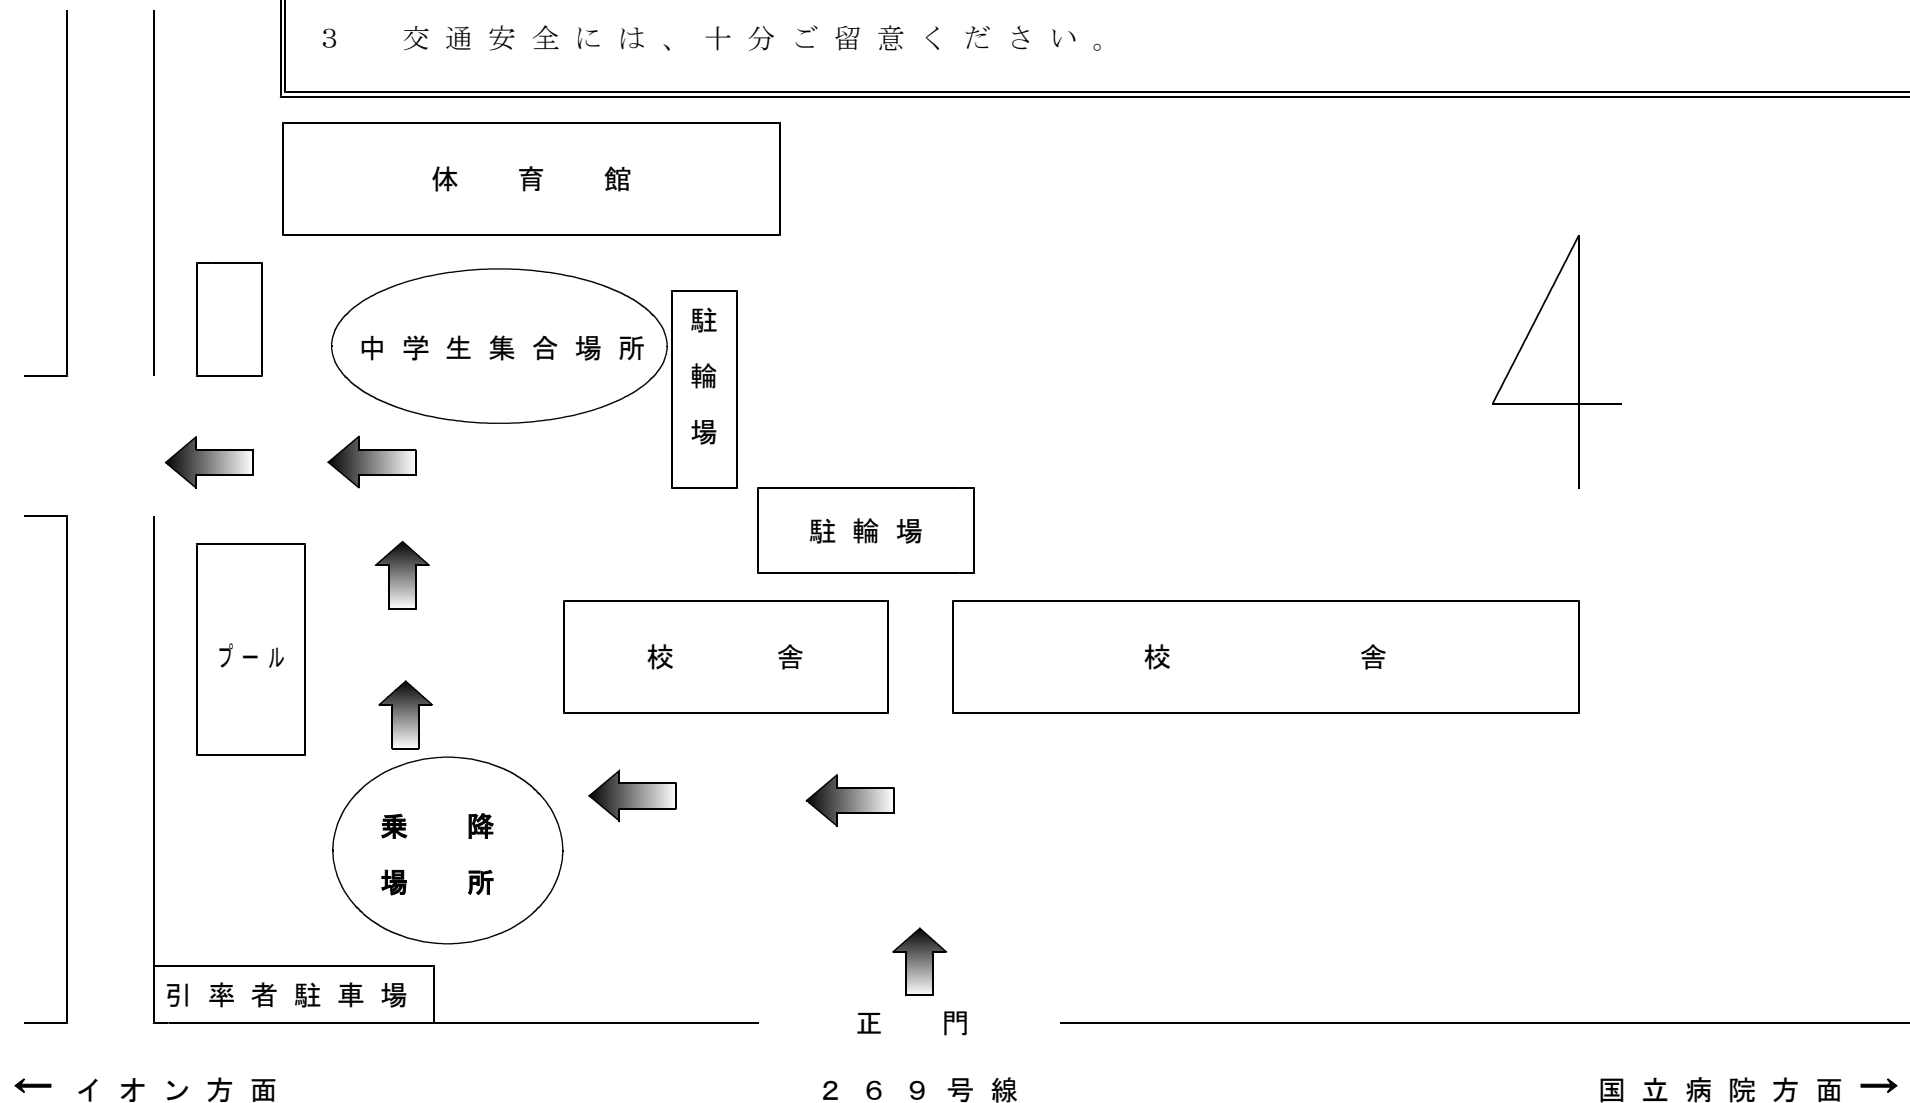 ３　交通安全には、十分ご留意ください。
体　育　館
中学生集合場所
駐輪場
駐輪場
プール
校　舎
校　舎
乗　降
場　所
引率者駐車場
正　門
← イオン方面
２６９号線
国立病院方面 →